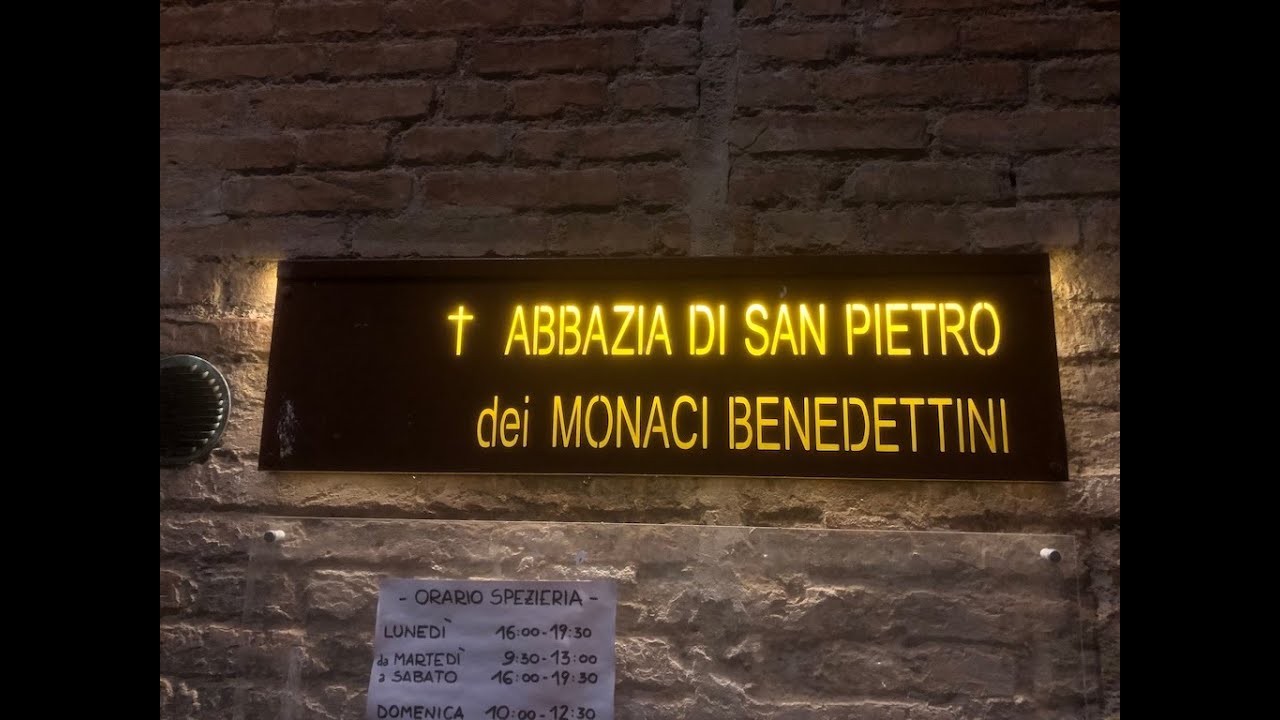 † ABBAZIA DI SAN PIETRO
dei MONACI BENEDETTINI
- ORARIO SPEZIERIA -
LUNEDÌ 16:00-19:30
da MARTEDÌ 9:30-13:00
a SABATO 16:00-19:30
DOMENICA 10:00-12:30